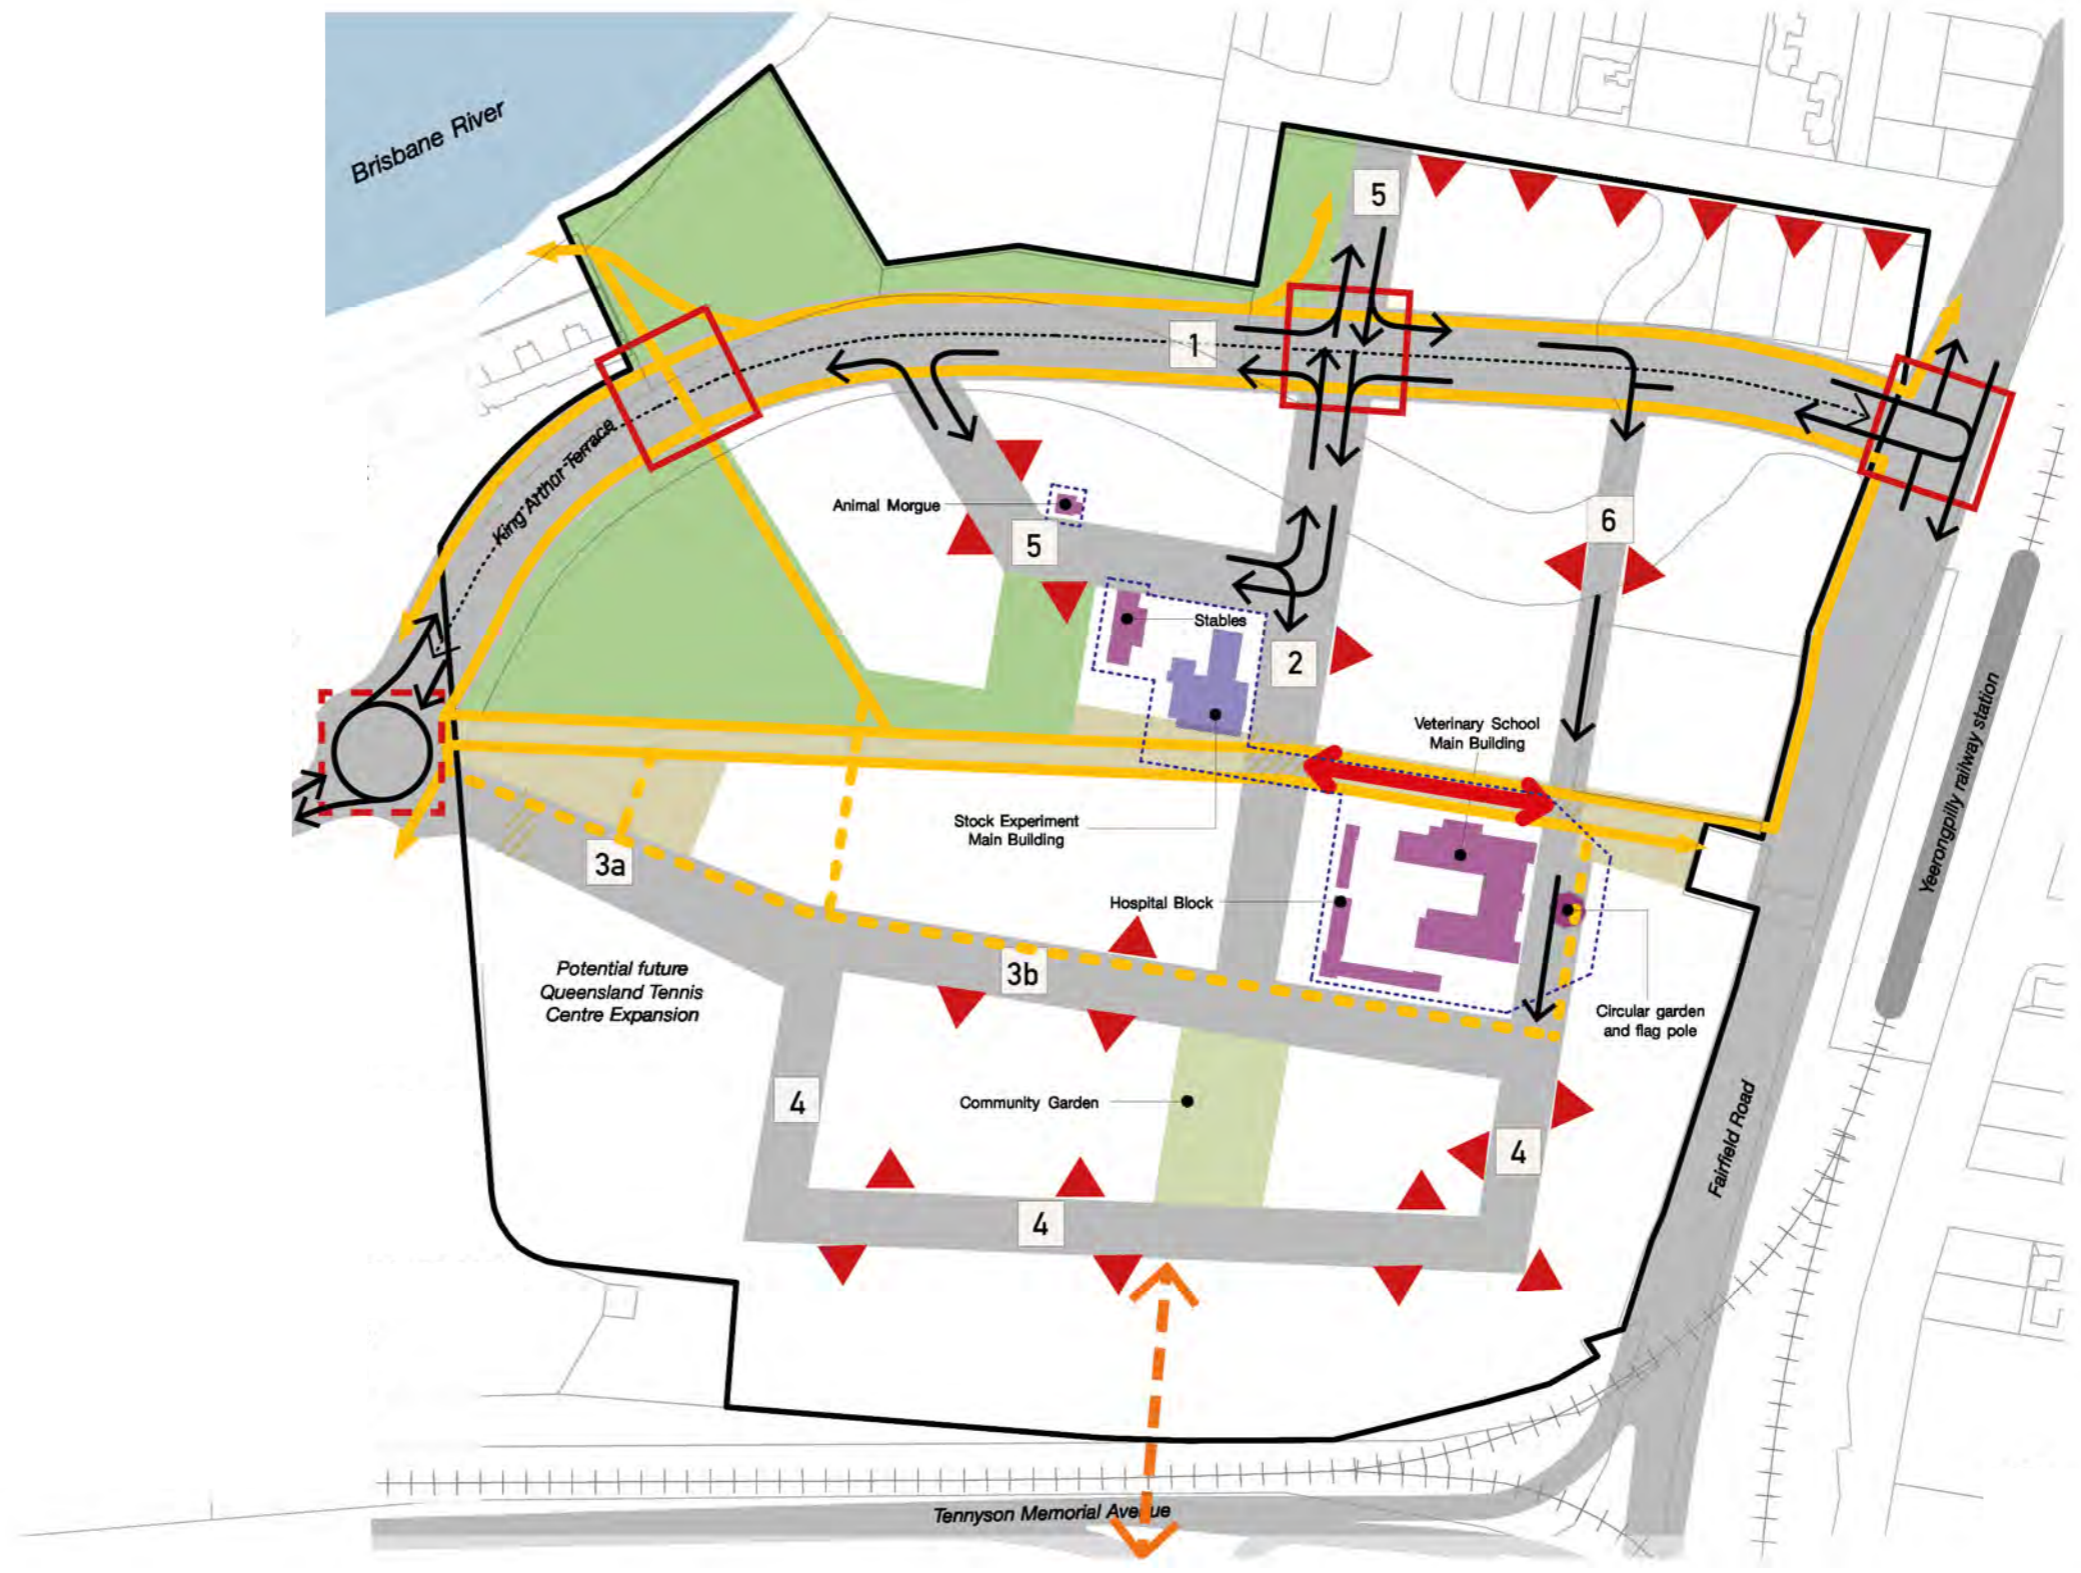 Brisbane River
5
1
King Arthor Terrace
Animal Morgue
5
6
Stables
2
Veterinary School
Main Building
Yeerongpilly railway station
Stock Experiment
Main Building
3a
Hospital Block
Potential future
Queensland Tennis
Centre Expansion
3b
Circular garden
and flag pole
4
Community Garden
4
Fairfield Road
4
Tennyson Memorial Avenue